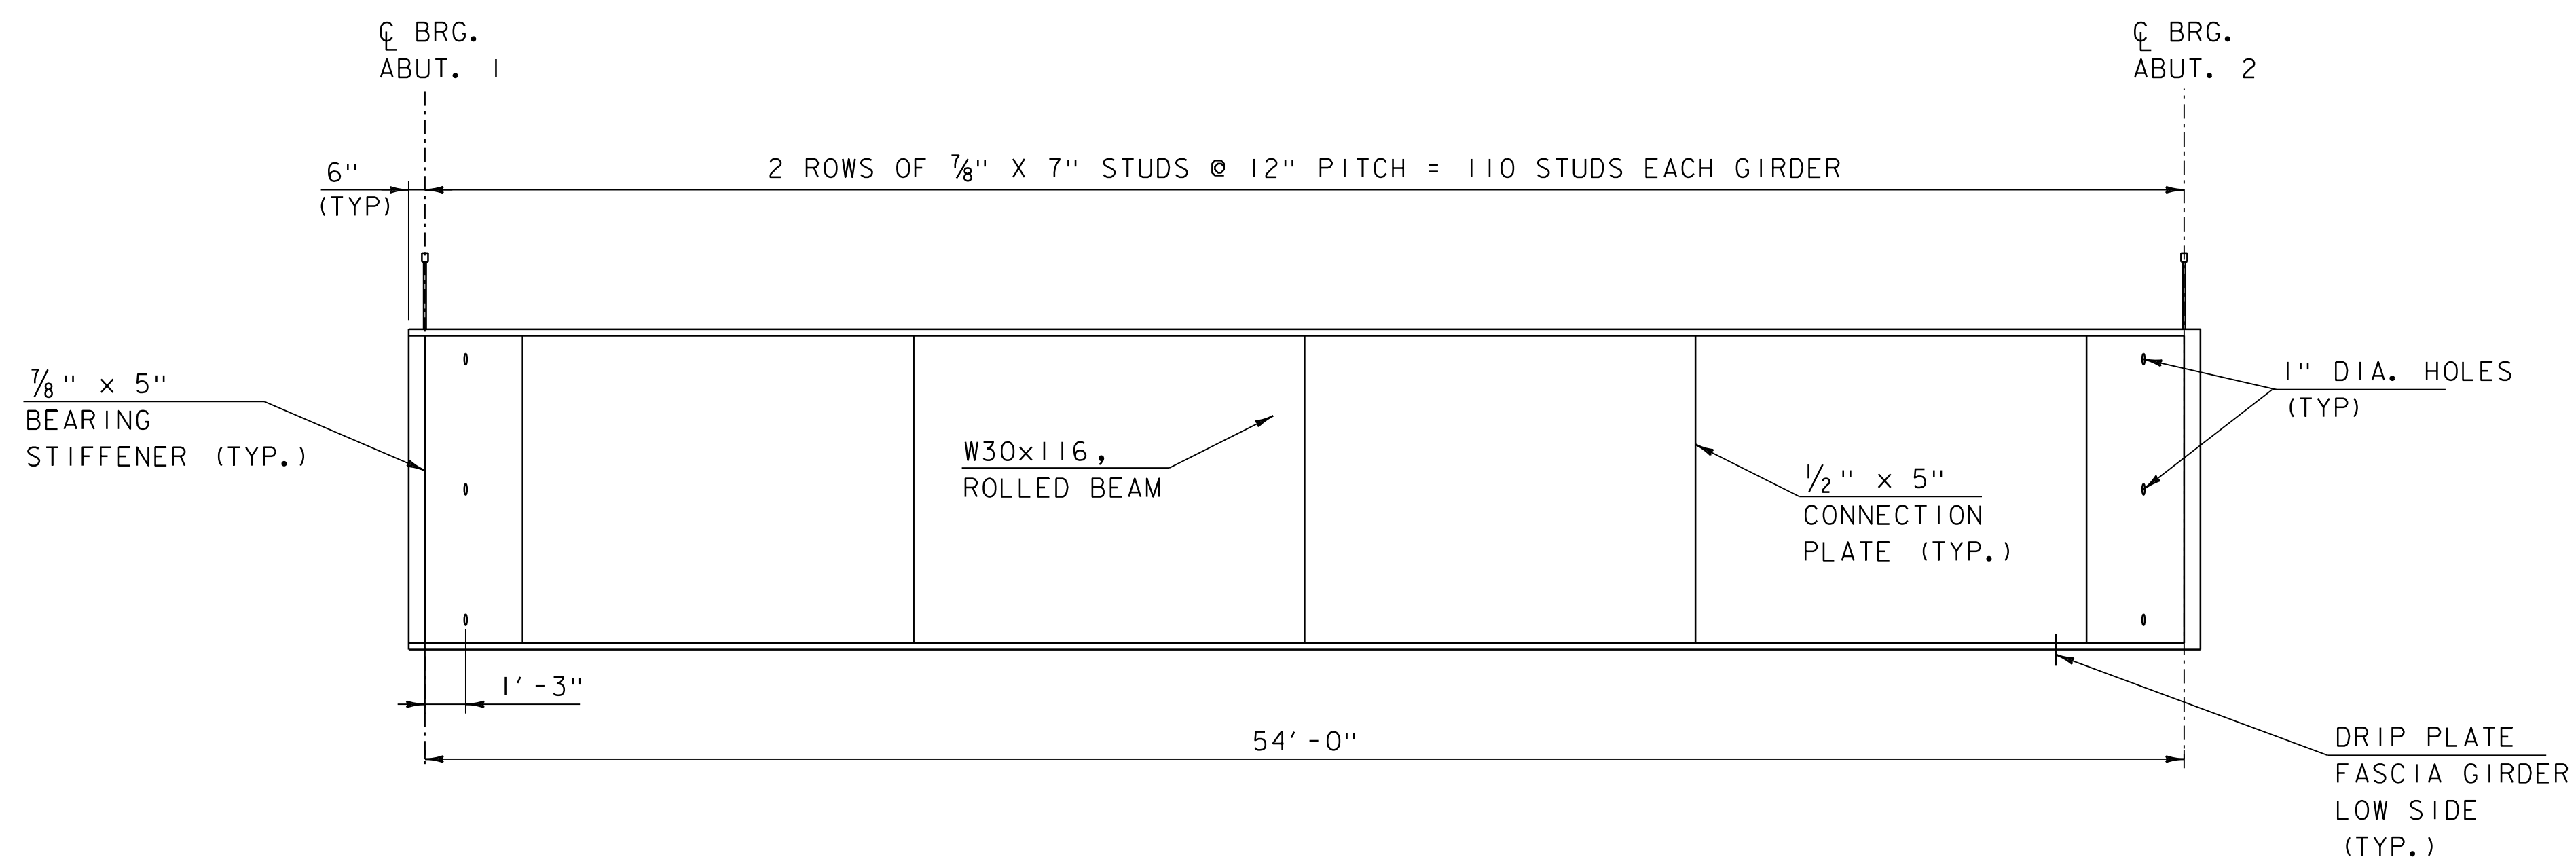 ℄ BRG.
ABUT. 1
℄ BRG.
ABUT. 2
6"
(TYP)
2 ROWS OF ⅞" X 7" STUDS @ 12" PITCH = 110 STUDS EACH GIRDER
⅞" x 5"
BEARING
STIFFENER (TYP.)
W30x116,
ROLLED BEAM
½" x 5"
CONNECTION
PLATE (TYP.)
1" DIA. HOLES
(TYP)
1'-3"
54'-0"
DRIP PLATE
FASCIA GIRDER
LOW SIDE
(TYP.)